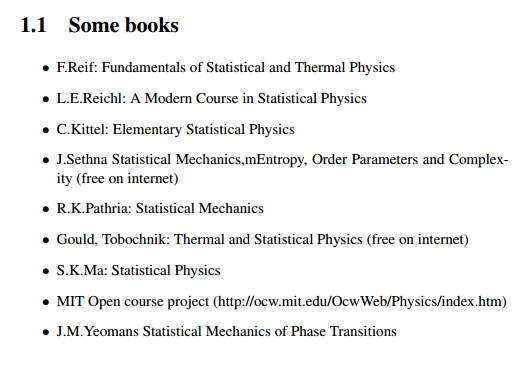 1.1 Some books
• F.Reif: Fundamentals of Statistical and Thermal Physics
• L.E.Reichl: A Modern Course in Statistical Physics
• C.Kittel: Elementary Statistical Physics
• J.Sethna Statistical Mechanics,mEntropy, Order Parameters and Complex-
ity (free on internet)
• R.K.Pathria: Statistical Mechanics
• Gould, Tobochnik: Thermal and Statistical Physics (free on internet)
• S.K.Ma: Statistical Physics
• MIT Open course project (http://ocw.mit.edu/OcwWeb/Physics/index.htm)
• J.M.Yeomans Statistical Mechanics of Phase Transitions